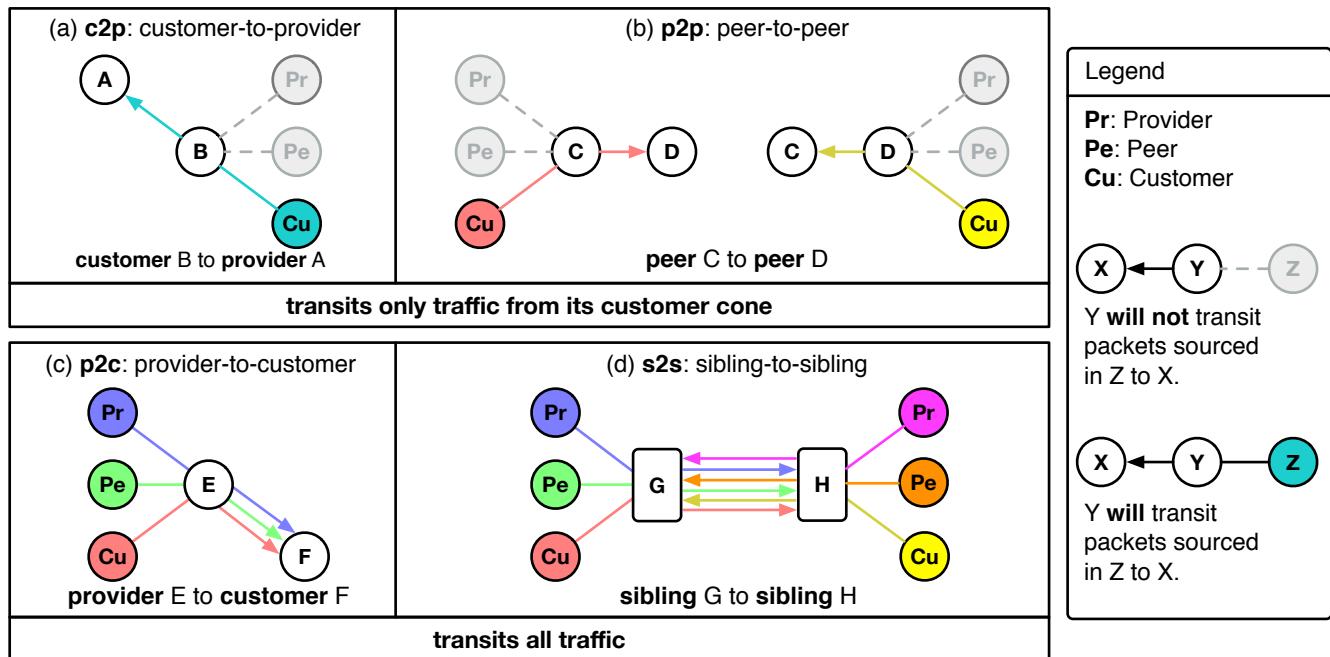 (a) c2p: customer-to-provider
A
Pr
B
Pe
Cu
customer B to provider A
(b) p2p: peer-to-peer
Pr
Pr
Pe
C
D
C
D
Pe
Cu
Cu
peer C to peer D
transits only traffic from its customer cone
(c) p2c: provider-to-customer
Pr
Pe
E
Cu
F
provider E to customer F
(d) s2s: sibling-to-sibling
Pr
Pr
Pe
G
H
Pe
Cu
Cu
sibling G to sibling H
transits all traffic
Legend
Pr: Provider
Pe: Peer
Cu: Customer
X
Y
Z
Y will not transit
packets sourced
in Z to X.
X
Y
Z
Y will transit
packets sourced
in Z to X.